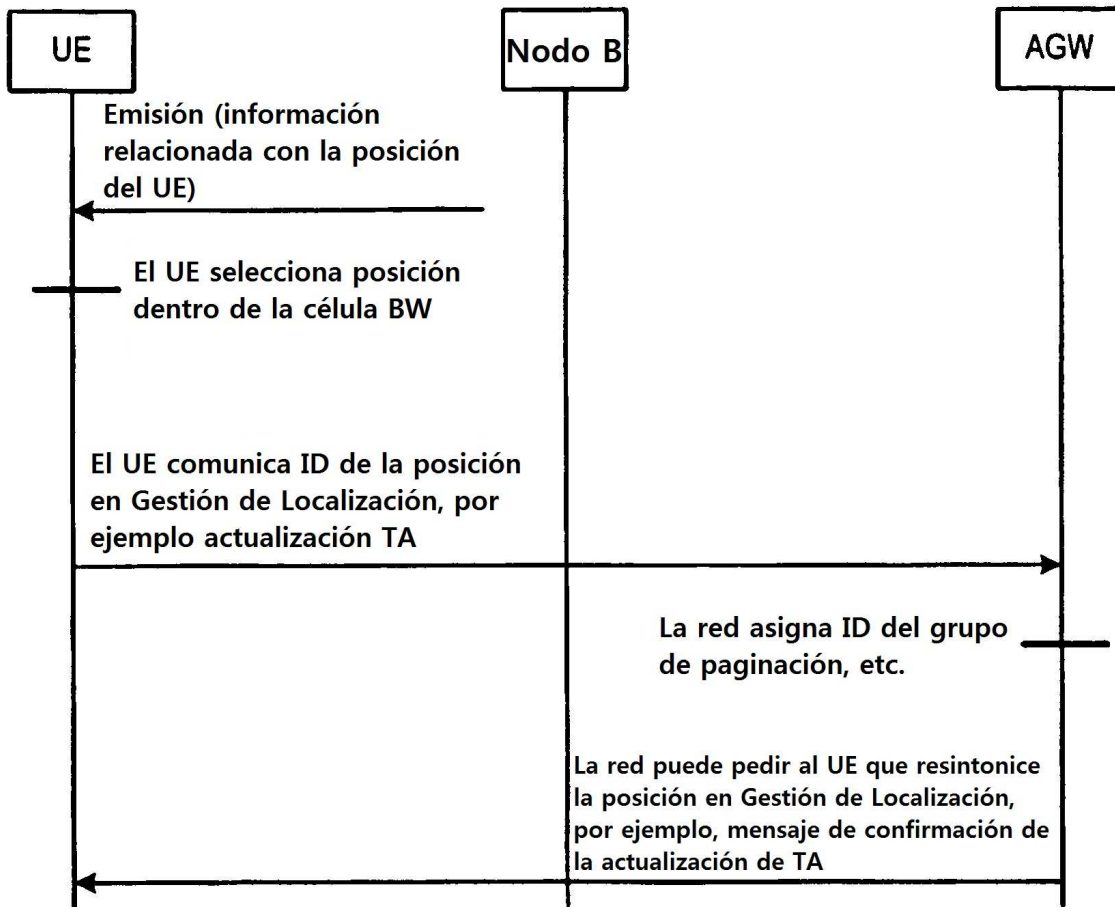 UE
Nodo B
AGW
Emisión (información
relacionada con la posición
del UE)
El UE selecciona posición
dentro de la célula BW
El UE comunica ID de la posición
en Gestión de Localización, por
ejemplo actualización TA
La red asigna ID del grupo
de paginación, etc.
La red puede pedir al UE que resintonice
la posición en Gestión de Localización,
por ejemplo, mensaje de confirmación de
la actualización de TA